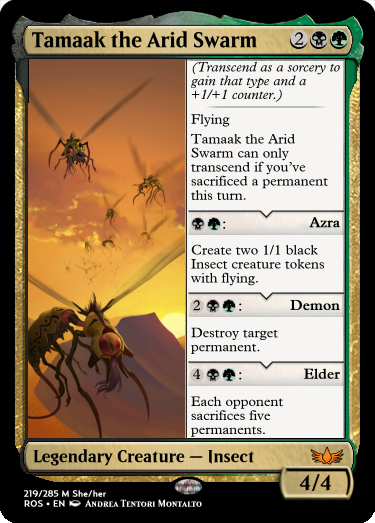 Tamaak the Arid Swarm 2
(Transcend as a sorcery to
gain that type and a
+1/+1 counter.)
Flying
Tamaak the Arid
Swarm can only
transcend if you've
sacrificed a permanent
this turn.
: Azra
Create two 1/1 black
Insect creature tokens
with flying.
2 : Demon
Destroy target
permanent.
4 : Elder
Each opponent
sacrifices five
permanents.
Legendary Creature — Insect
4/4
219/285 M She/her
ROS • EN Andrea Tentori Montalto